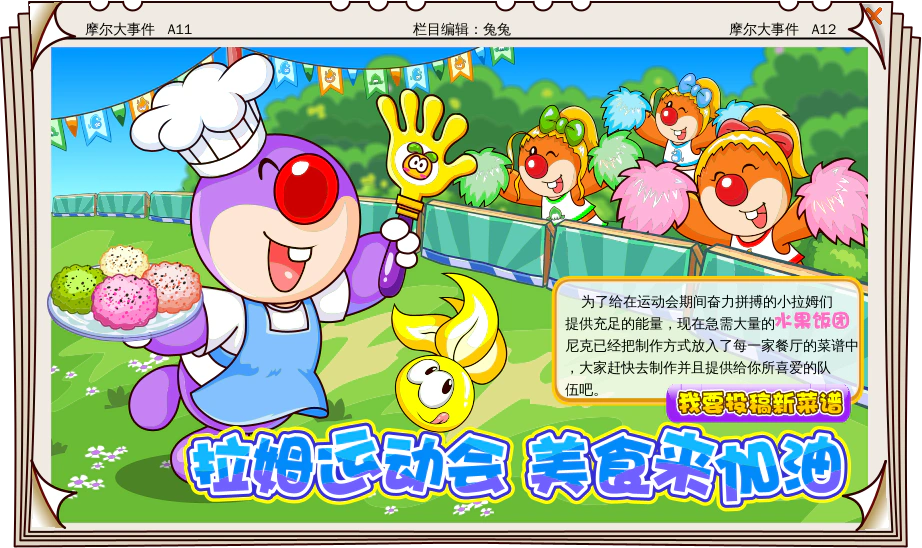 摩尔大事件 A11
栏目编辑：兔兔
摩尔大事件 A12
为了给在运动会期间奋力拼搏的小拉姆们
提供充足的能量，现在急需大量的水果饭团
尼克已经把制作方式放入了每一家餐厅的菜谱中
，大家赶快去制作并且提供给你所喜爱的队
伍吧。
我要投稿新菜谱
拉姆运动会 美食来加油